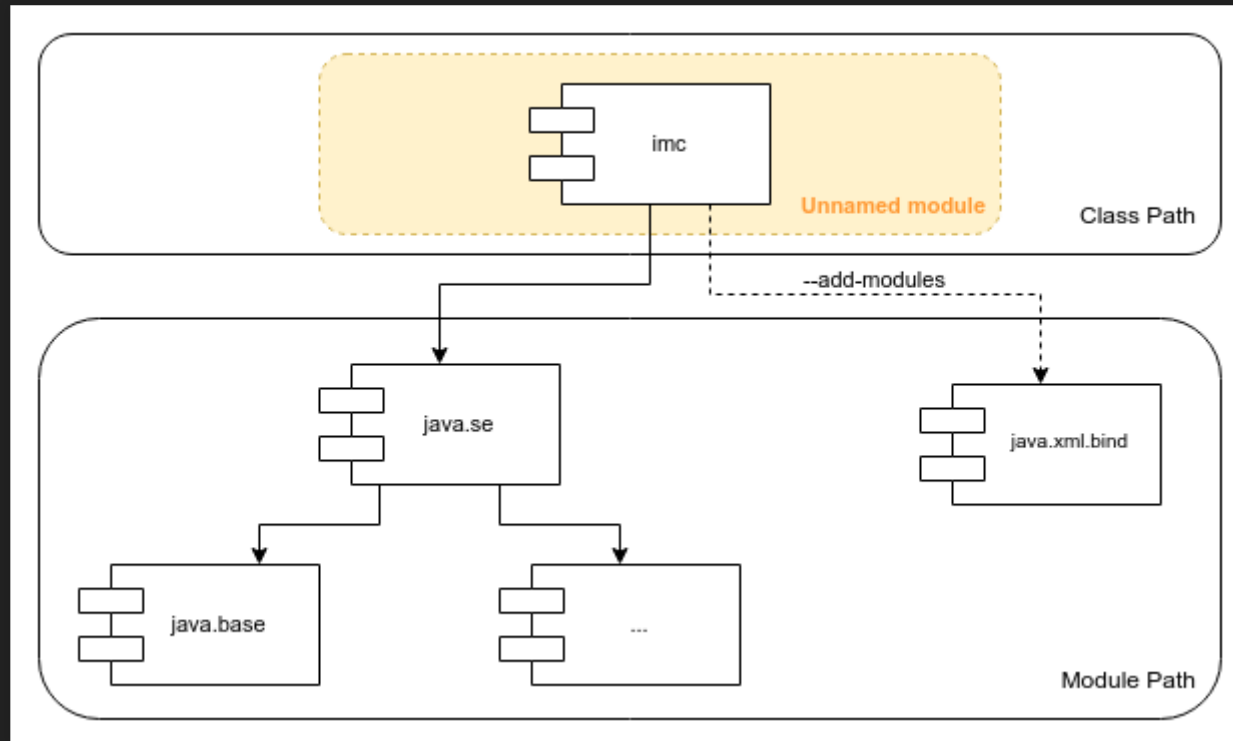 imc
Unnamed module
Class Path
--add-modules
java.se
java.xml.bind
java.base
...
Module Path